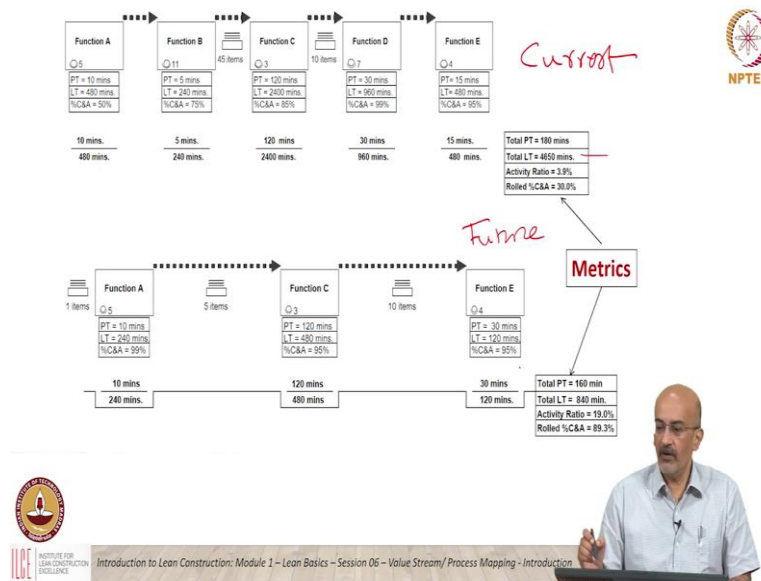 Function A
Function B
Function C
Function D
Function E
45 items
10 items
5
11
3
7
4
PT = 10 mins
LT = 480 mins
%C&A = 50%
PT = 5 mins
LT = 240 mins
%C&A = 75%
PT = 120 mins
LT = 2400 mins
%C&A = 85%
PT = 30 mins
LT = 960 mins
%C&A = 99%
PT= 15 mins
LT= 480 mins
%C&A = 95%
Current
NPTE
10 mins.
480 mins.
5 mins.
240 mins.
120 mins
2400 mins.
30 mins
960 mins.
15 mins.
480 mins.
Total PT = 180 mins
Total LT = 4650 mins.
Activity Ratio = 3.9%
Rolled %C&A = 30.0%
Future
Metrics
1 items
Function A
5
5 items
Function C
3
10 items
Function E
4
PT = 10 mins
LT = 240 mins.
%C&A = 99%
PT = 120 mins
LT = 480 mins.
%C&A = 95%
PT = 30 mins
LT = 120 mins.
%C&A = 95%
10 mins
240 mins.
120 mins
480 mins
30 mins
120 mins.
Total PT = 160 min
Total LT = 840 min.
Activity Ratio = 19.0%
Rolled %C&A = 89.3%
ILCE
INSTITUTE FOR
LEAN CONSTRUCTION
EXCELLENCE
Introduction to Lean Construction: Module 1 – Lean Basics – Session 06 – Value Stream/ Process Mapping - Introduction